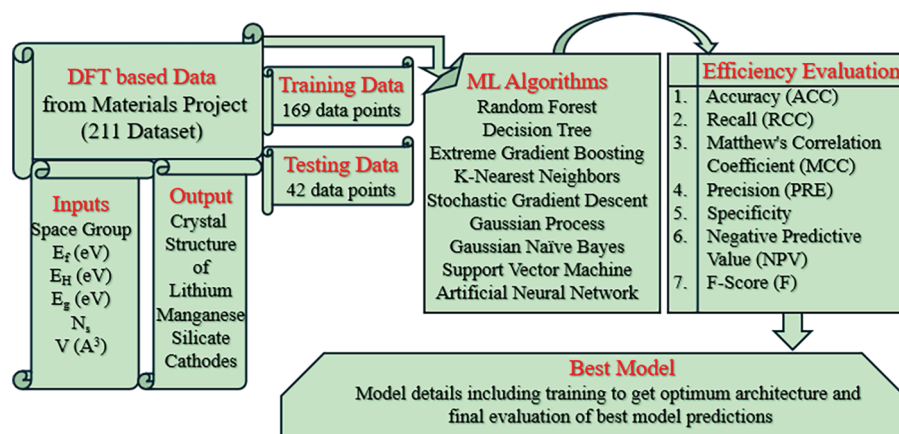 DFT based Data
from Materials Project
(211 Dataset)
Training Data
169 data points
Testing Data
42 data points
Inputs
Space Group
E_f (eV)
E_H (eV)
E_g (eV)
N_s
V (A³)
Output
Crystal
Structure
of
Lithium
Manganese
Silicate
Cathodes
ML Algorithms
Random Forest
Decision Tree
Extreme Gradient Boosting
K-Nearest Neighbors
Stochastic Gradient Descent
Gaussian Process
Gaussian Naïve Bayes
Support Vector Machine
Artificial Neural Network
Efficiency Evaluation
1. Accuracy (ACC)
2. Recall (RCC)
3. Matthew's Correlation
Coefficient (MCC)
4. Precision (PRE)
5. Specificity
6. Negative Predictive
Value (NPV)
7. F-Score (F)
Best Model
Model details including training to get optimum architecture and
final evaluation of best model predictions